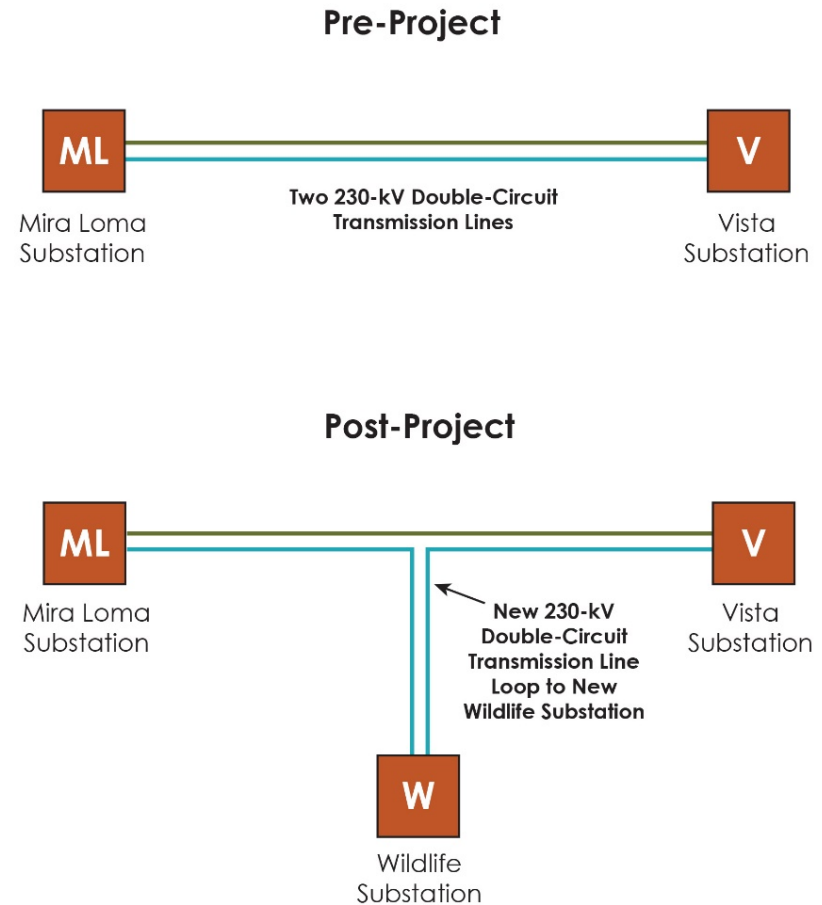 Pre-Project
ML
V
Two 230-kV Double-Circuit
Transmission Lines
Mira Loma
Substation
Vista
Substation
Post-Project
ML
V
Mira Loma
Substation
New 230-kV
Double-Circuit
Transmission Line
Loop to New
Wildlife Substation
Vista
Substation
W
Wildlife
Substation